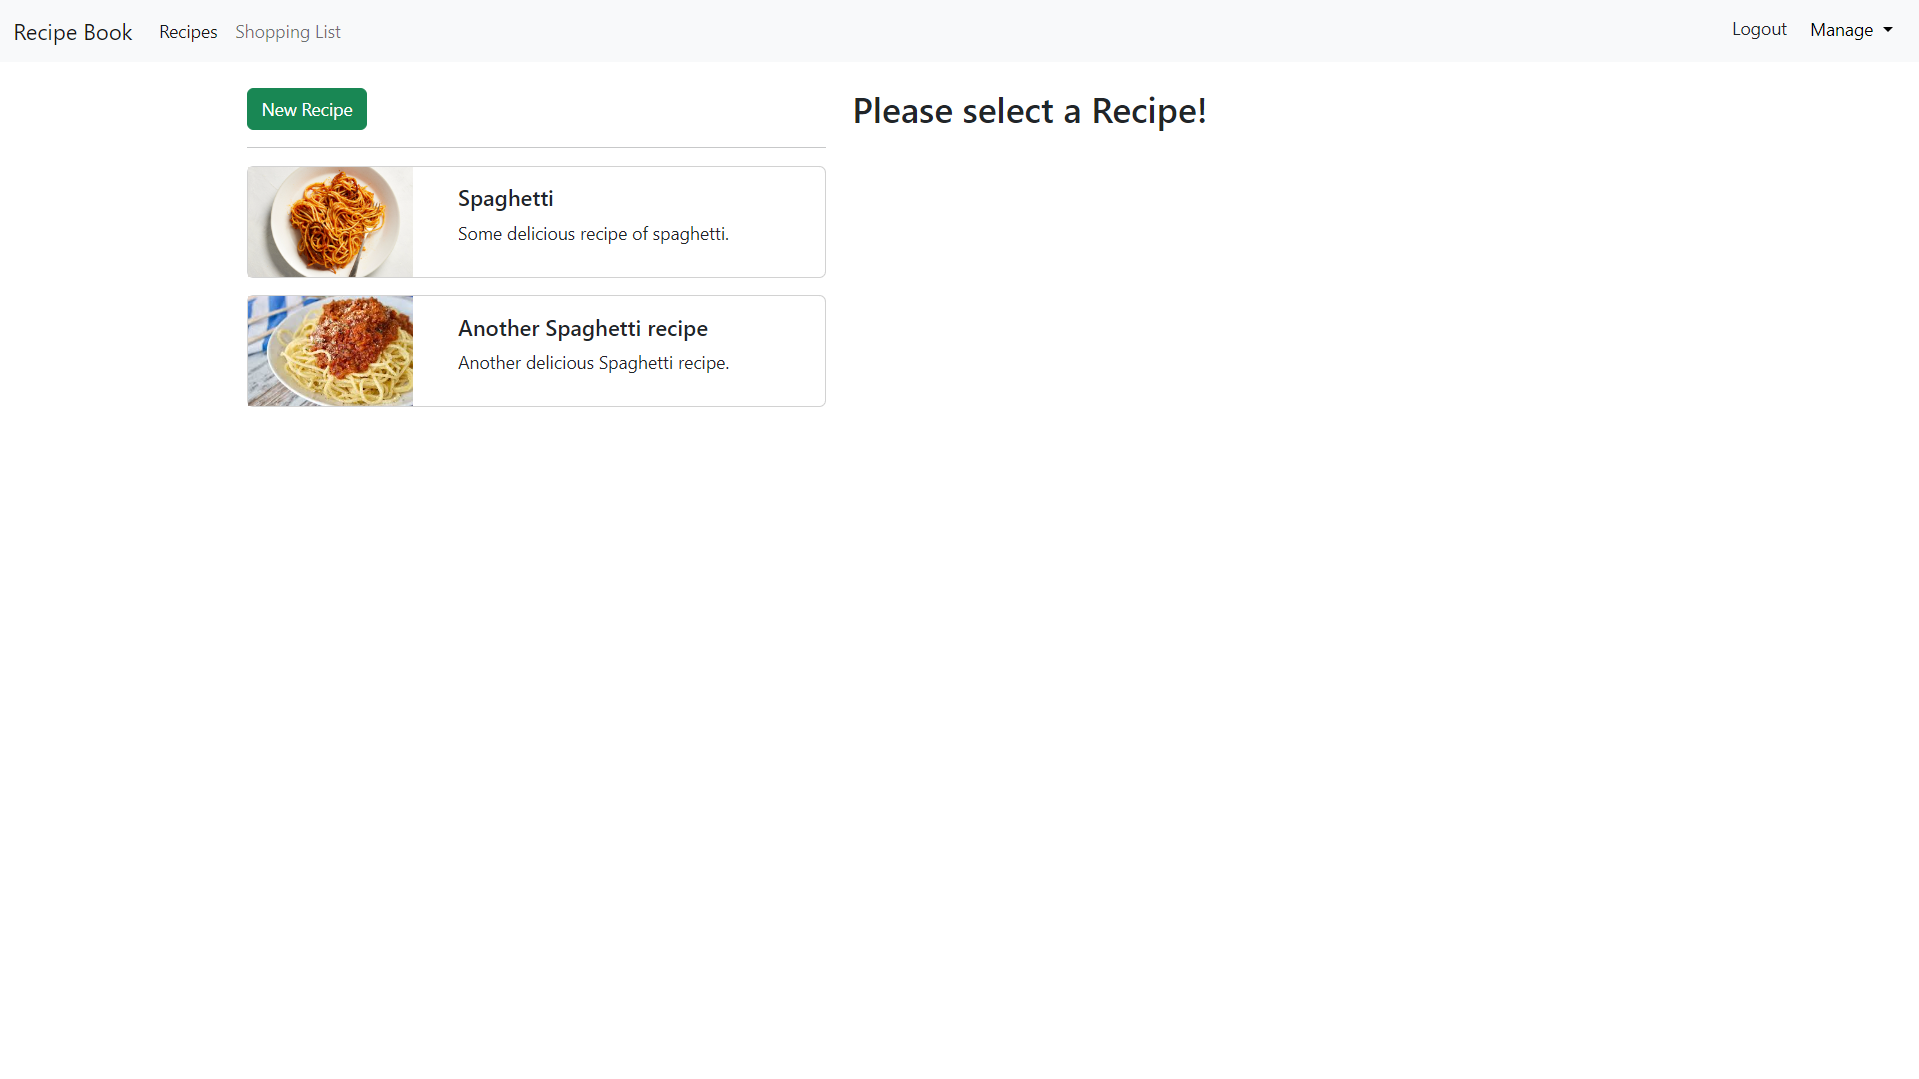 Recipe Book Recipes Shopping List Logout Manage
New Recipe
Please select a Recipe!
Spaghetti
Some delicious recipe of spaghetti.
Another Spaghetti recipe
Another delicious Spaghetti recipe.